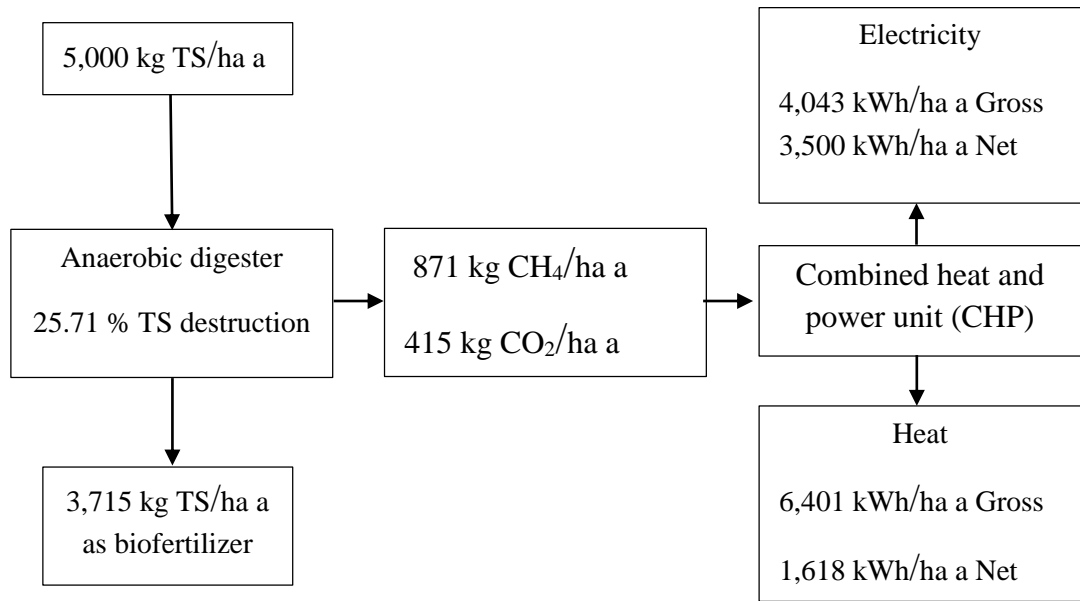 5,000 kg TS/ha a
Anaerobic digester
25.71 % TS destruction
3,715 kg TS/ha a
as biofertilizer
871 kg CH₄/ha a
415 kg CO₂/ha a
Combined heat and
power unit (CHP)
Electricity
4,043 kWh/ha a Gross
3,500 kWh/ha a Net
Heat
6,401 kWh/ha a Gross
1,618 kWh/ha a Net